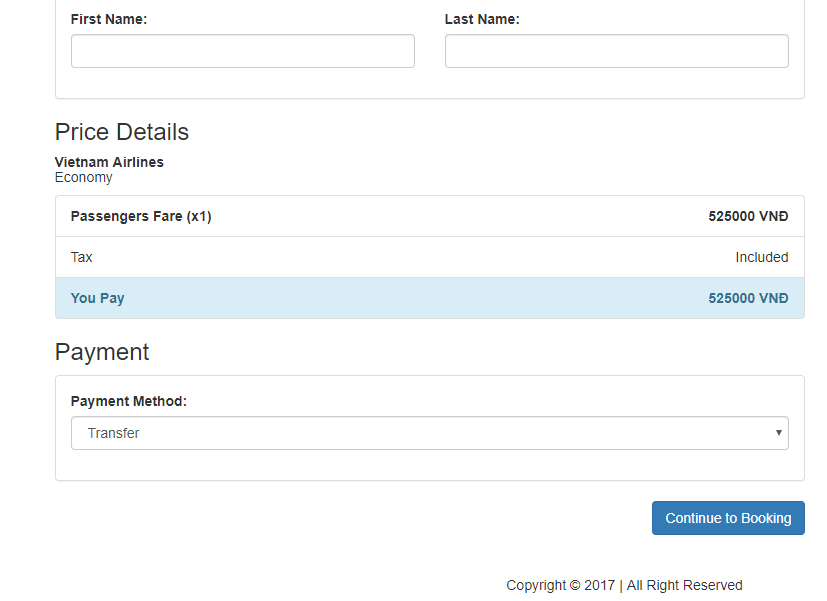 First Name: Last Name:
Price Details
Vietnam Airlines
Economy
Passengers Fare (x1) 525000 VNĐ
Tax Included
You Pay 525000 VNĐ
Payment
Payment Method:
Transfer
Continue to Booking
Copyright © 2017 | All Right Reserved